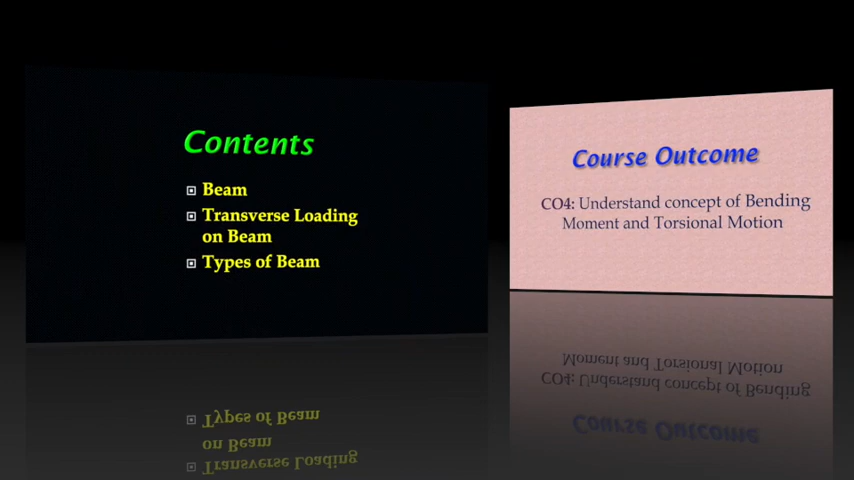 Contents
Beam
Transverse Loading
on Beam
Types of Beam
Course Outcome
CO4: Understand concept of Bending
Moment and Torsional Motion